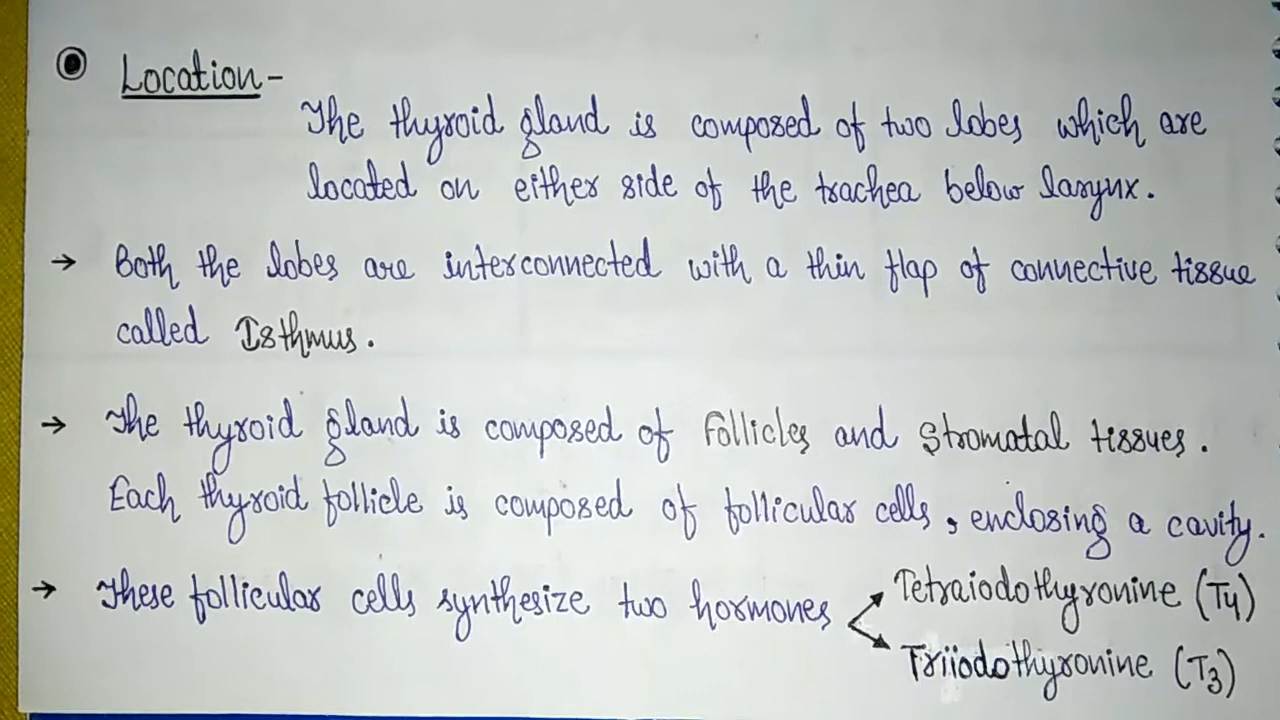 Location-
The thyroid gland is composed of two lobes which are
located on either side of the trachea below larynx.
→ Both the lobes are interconnected with a thin flap of connective tissue
called Isthmus.
→ The thyroid gland is composed of Follicles and Stromatal tissues.
Each thyroid follicle is composed of follicular cells, enclosing a cavity.
→ These follicular cells synthesize two hormones
Tetraiodothyronine (T4)
Triiodothyronine (T3)